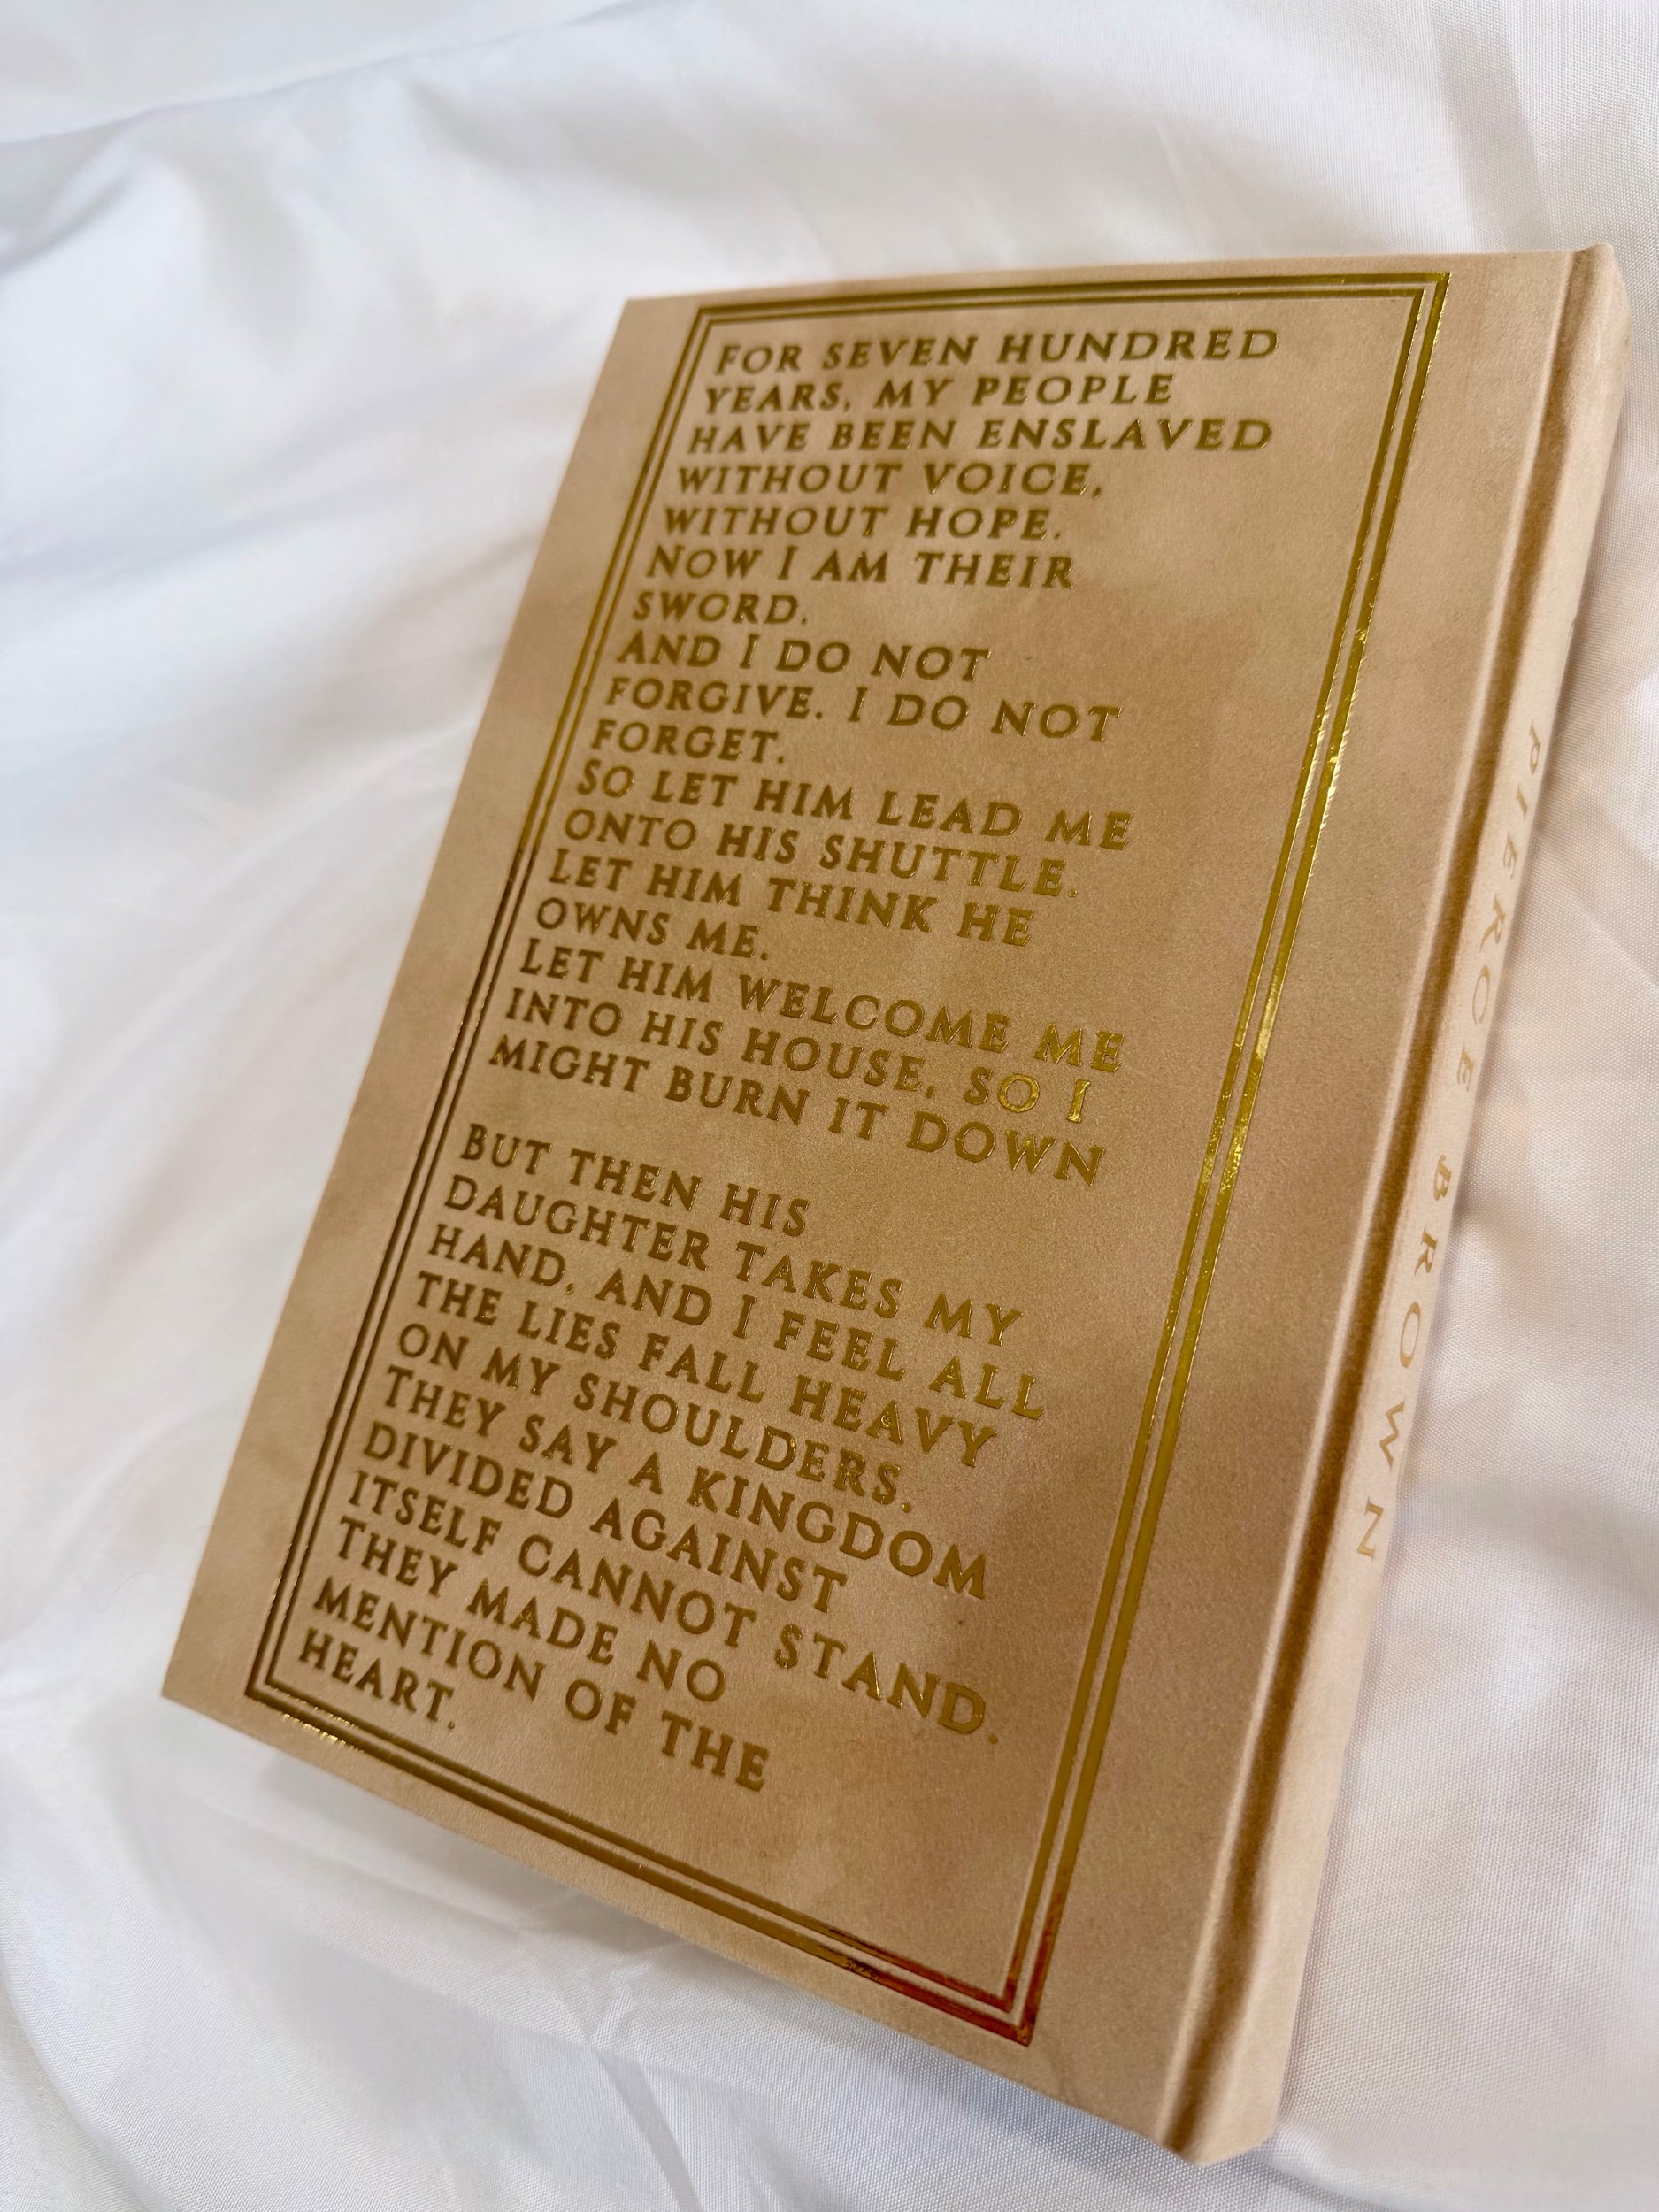 For seven hundred
years, my people
have been enslaved
without voice,
without hope.
Now I am their
sword.
And I do not
forgive. I do not
forget.
So let him lead me
onto his shuttle.
Let him think he
owns me.
Let him welcome me
into his house, so I
might burn it down
But then his
daughter takes my
hand, and I feel all
the lies fall heavy
on my shoulders.
They say a kingdom
divided against
itself cannot stand.
They made no
mention of the
heart.
PIERCE BROWN